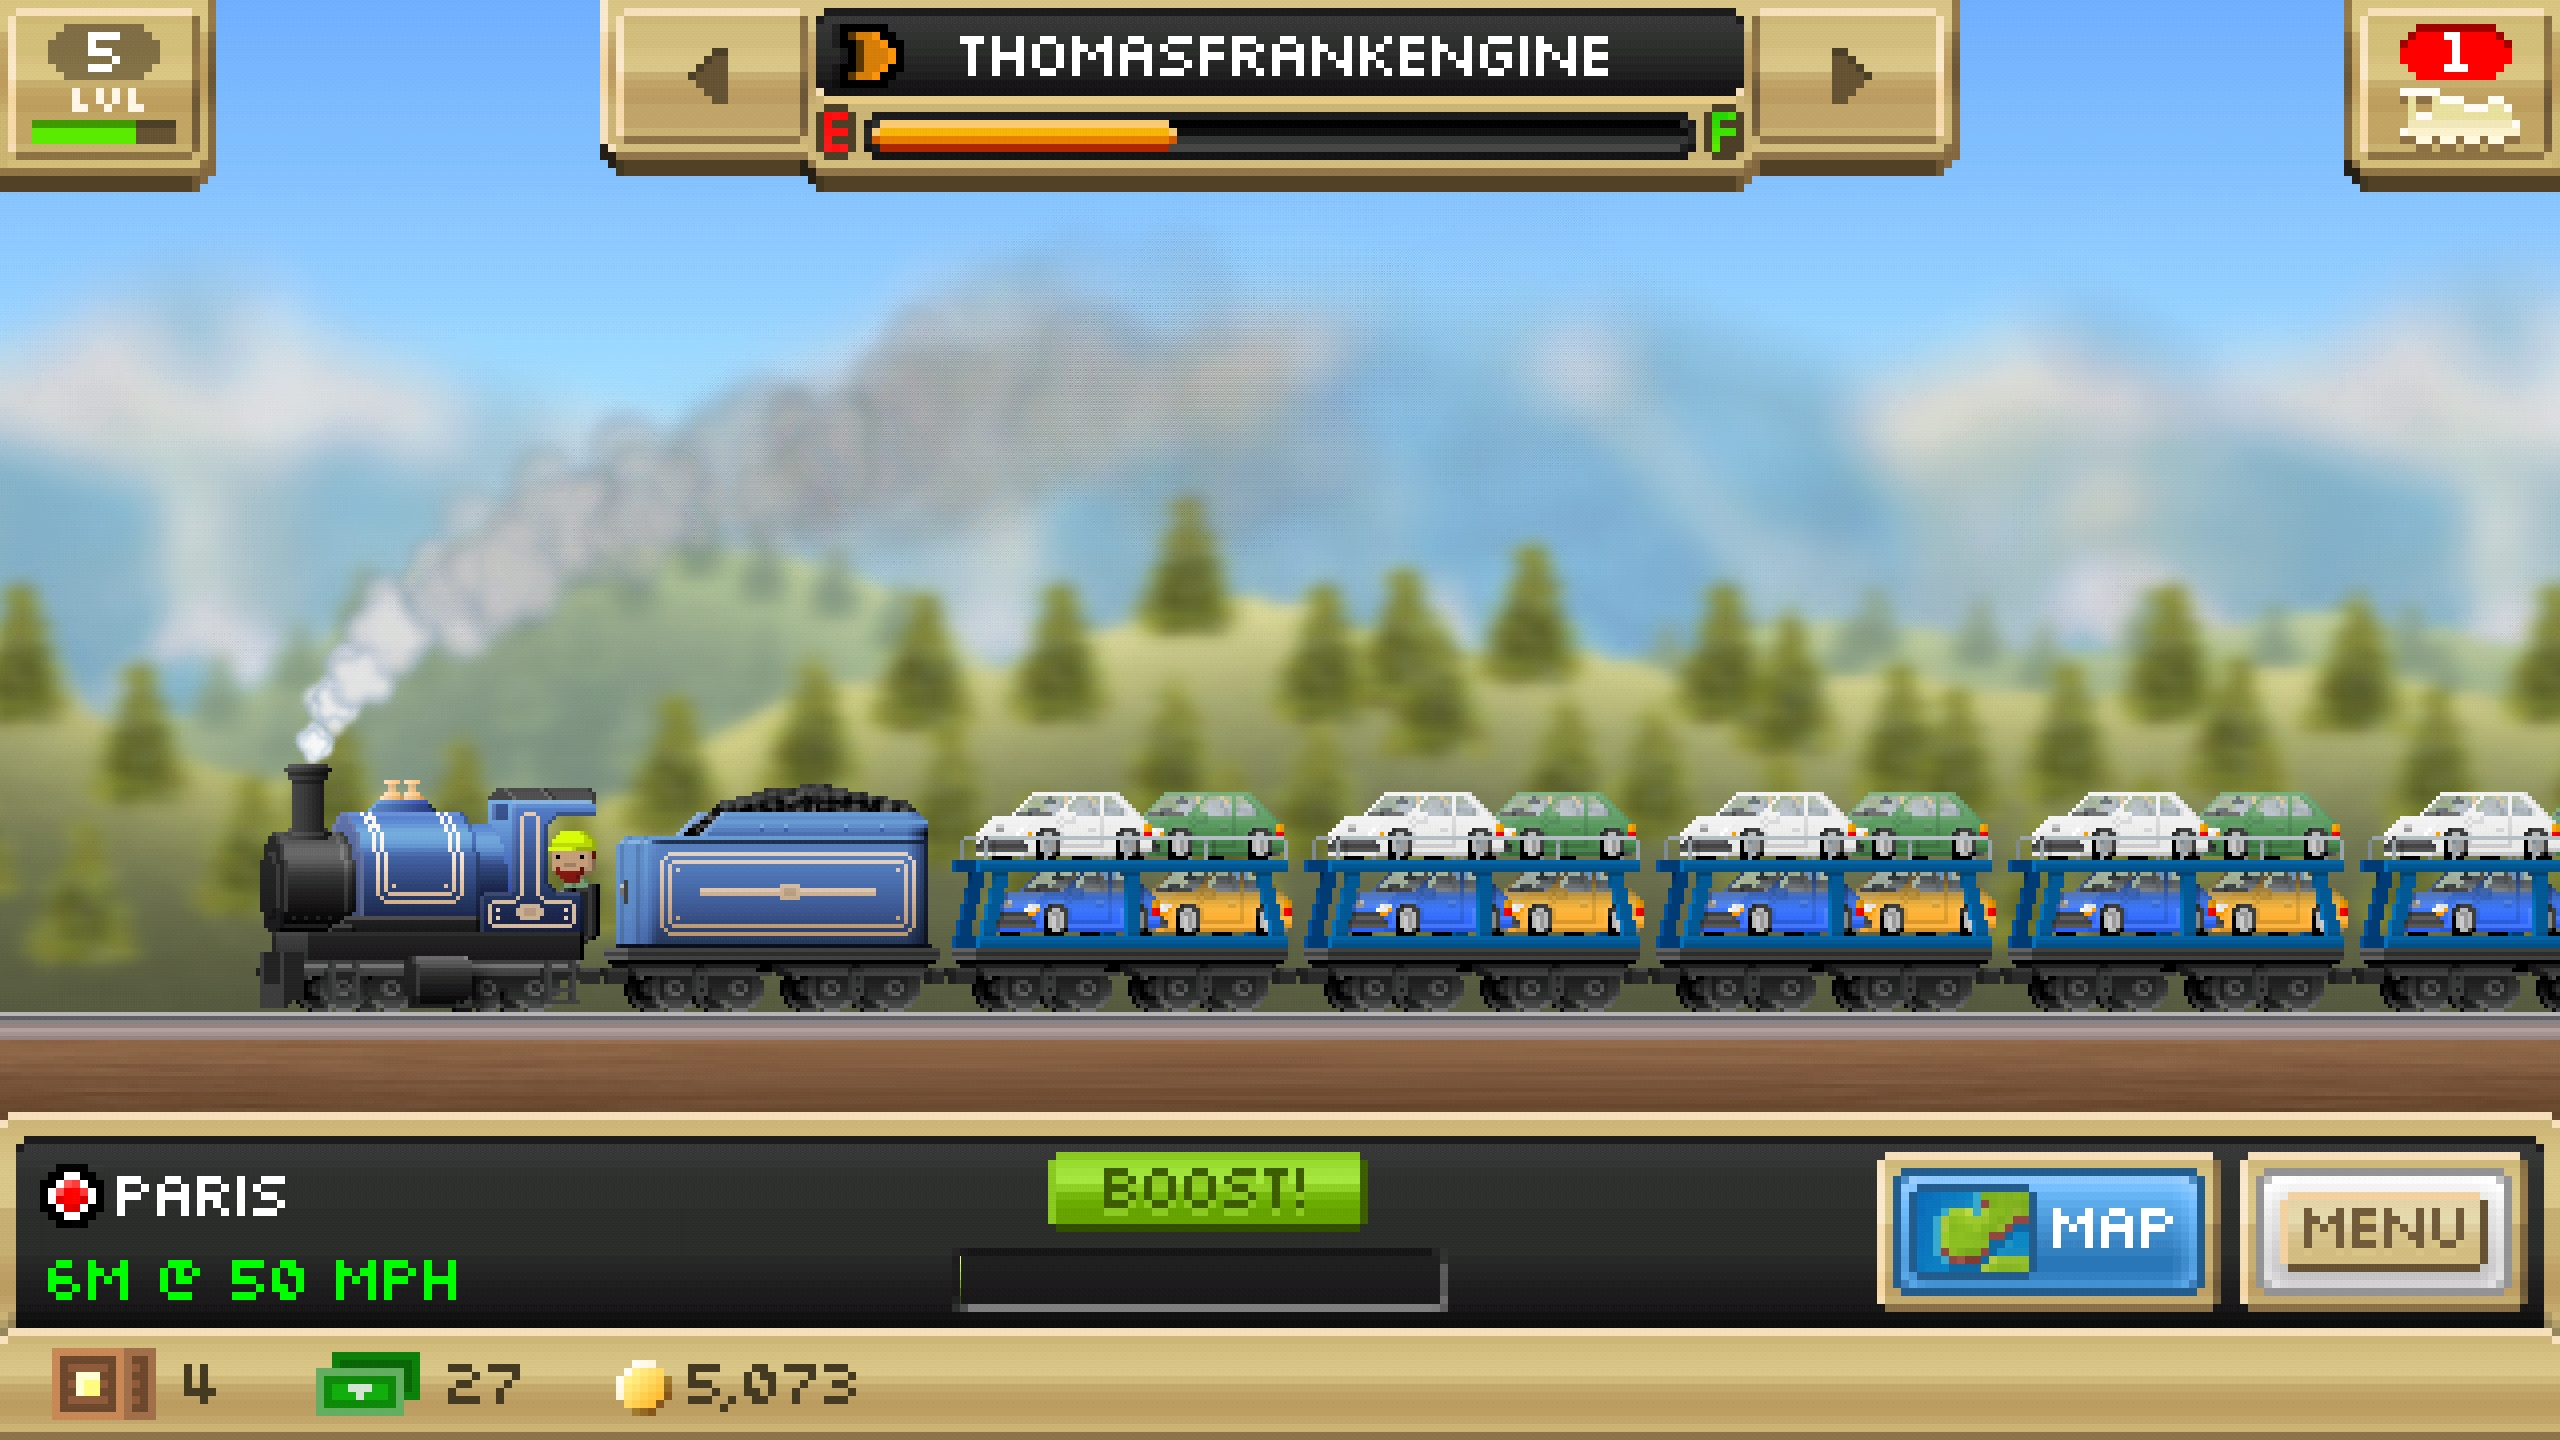 5
LVL
THOMASFRANKENGINE
E F
1
PARIS
BOOST!
MAP
MENU
6M @ 50 MPH
4 27 5,073